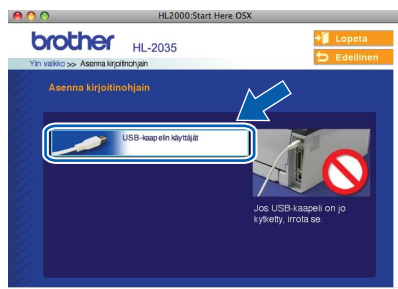 HL2000:Start Here OSX
brother HL-2035
Lopeta
Ylin valikko >> Asenna kirjoitinohjain
Edellinen
Asenna kirjoitinohjain
USB-kaapelin käyttäjät
Jos USB-kaapeli on jo
kytketty, irrota se.